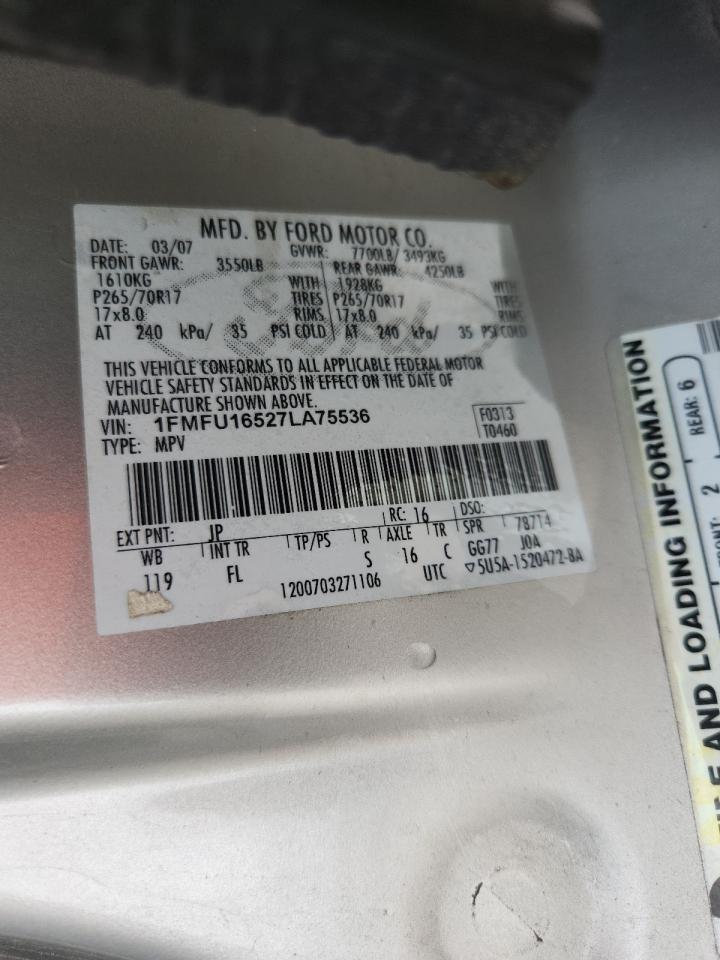 MFD. BY FORD MOTOR CO.
DATE: 03/07 GVWR: 7700LB/ 3493KG
FRONT GAWR: 3550LB REAR GAWR: 4250LB
1610KG WITH 1928KG WITH
P265/70R17 TIRES P265/70R17 TIRES
17x8.0 RIMS 17x8.0 RIMS
AT 240 kPa/ 35 PSI COLD AT 240 kPa/ 35 PSI COLD
THIS VEHICLE CONFORMS TO ALL APPLICABLE FEDERAL MOTOR
VEHICLE SAFETY STANDARDS IN EFFECT ON THE DATE OF
MANUFACTURE SHOWN ABOVE.
VIN: 1FMFU16527LA75536 F0313
TYPE: MPV T0460
EXT PNT: JP RC: 16 DSO:
WB INT TR TP/PS R AXLE TR SPR 78714
119 FL S 16 C GG77 J0A
1200703271106 UTC ▽5U5A-1520472-BA
AND LOADING INFORMATION
2 REAR: 6